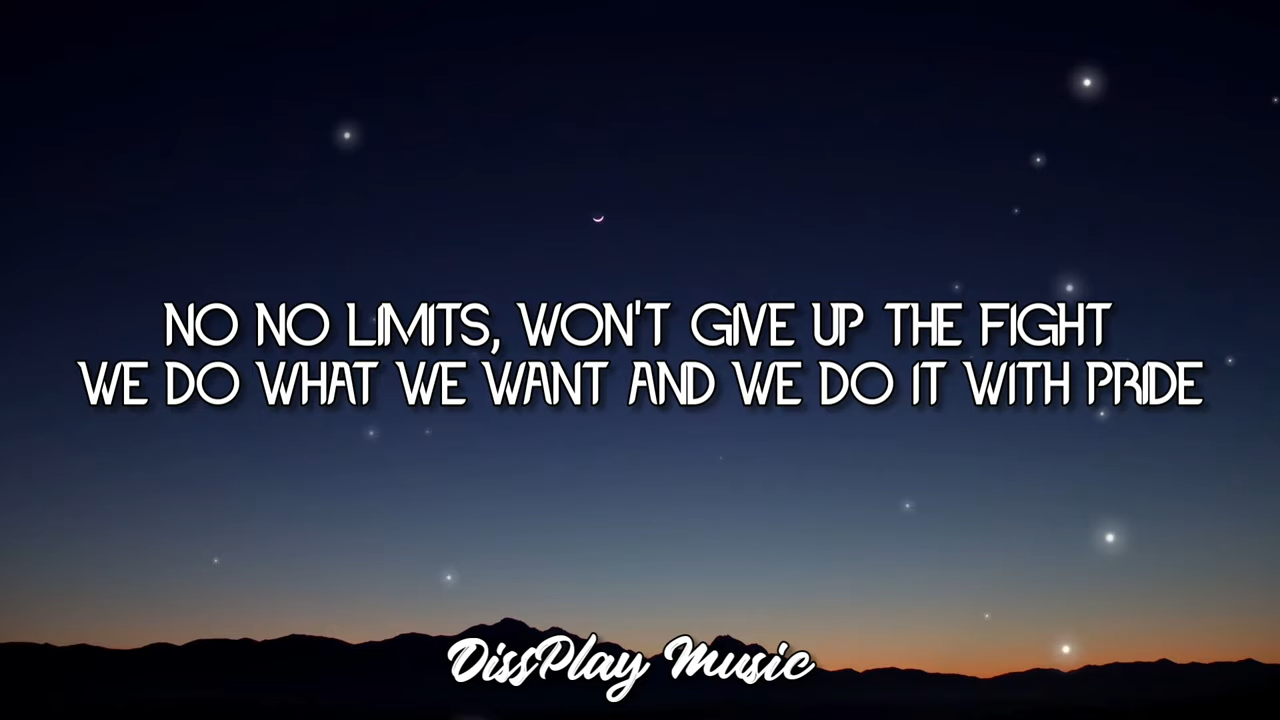 NO NO LIMITS, WON'T GIVE UP THE FIGHT
WE DO WHAT WE WANT AND WE DO IT WITH PRIDE
DissPlay Music